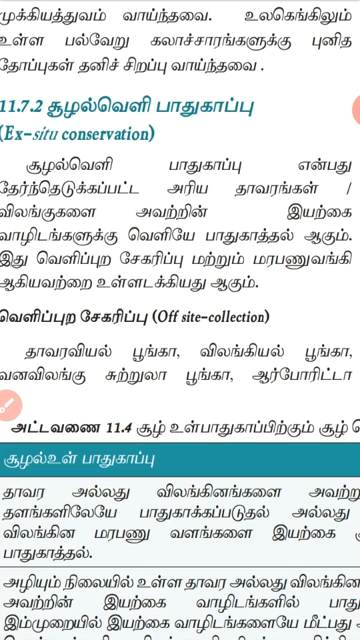 முக்கியத்துவம் வாய்ந்தவை. உலகெங்கிலும்
உள்ள பல்வேறு கலாச்சாரங்களுக்கு புனித
தோப்புகள் தனிச் சிறப்பு வாய்ந்தவை .
11.7.2 சூழல்வெளி பாதுகாப்பு
(Ex-situ conservation)
சூழல்வெளி பாதுகாப்பு என்பது
தேர்ந்தெடுக்கப்பட்ட அரிய தாவரங்கள் /
விலங்குகளை அவற்றின் இயற்கை
வாழிடங்களுக்கு வெளியே பாதுகாத்தல் ஆகும்.
இது வெளிப்புற சேகரிப்பு மற்றும் மரபணுவங்கி
ஆகியவற்றை உள்ளடக்கியது ஆகும்.
வெளிப்புற சேகரிப்பு (Off site-collection)
தாவரவியல் பூங்கா, விலங்கியல் பூங்கா,
வனவிலங்கு சுற்றுலா பூங்கா, ஆர்போரிட்டா
அட்டவணை 11.4 சூழ் உள்பாதுகாப்பிற்கும் சூழ்
சூழல்உள் பாதுகாப்பு
தாவர அல்லது விலங்கினங்களை
தளங்களிலேயே பாதுகாக்கப்படுதல் அல்லது
விலங்கின மரபணு வளங்களை இயற்கை
பாதுகாத்தல்.
அழியும் நிலையில் உள்ள தாவர அல்லது
அவற்றின் இயற்கை வாழிடங்களில்
இம்முறையில் இயற்கை வாழிடங்களையே மீட்பது